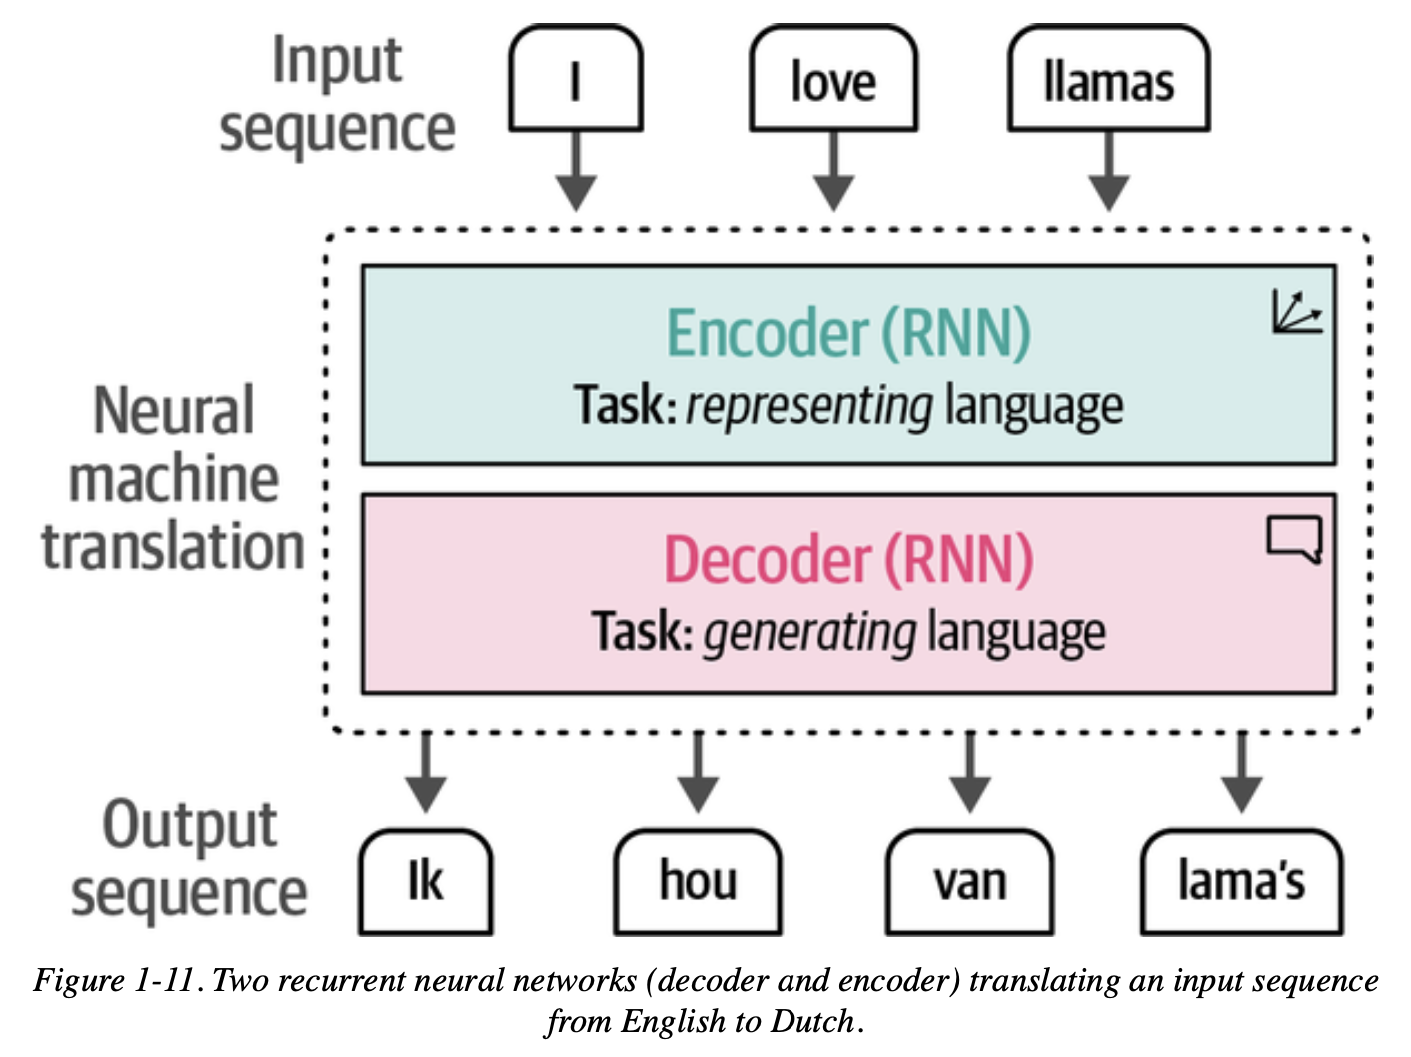 Input
sequence
I
love
llamas
Neural
machine
translation
Encoder (RNN)
Task: representing language
Decoder (RNN)
Task: generating language
Output
sequence
Ik
hou
van
lama's
Figure 1-11. Two recurrent neural networks (decoder and encoder) translating an input sequence
from English to Dutch.